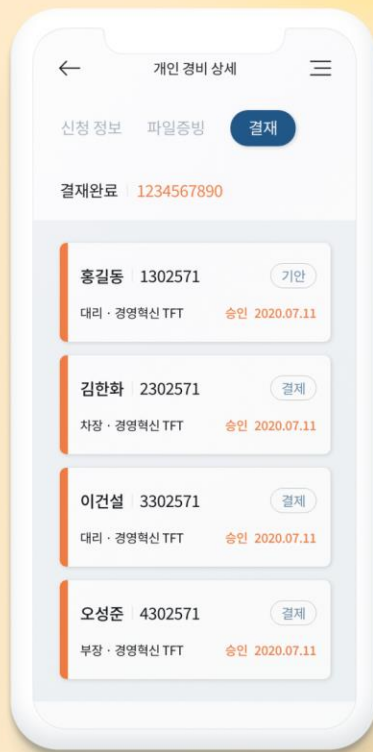 개인 경비 상세
신청 정보 파일증빙 결재
결재완료 1234567890
홍길동 1302571 기안
대리 · 경영혁신 TFT 승인 2020.07.11
김한화 2302571 결제
차장 · 경영혁신 TFT 승인 2020.07.11
이건설 3302571 결제
대리 · 경영혁신 TFT 승인 2020.07.11
오성준 4302571 결제
부장 · 경영혁신 TFT 승인 2020.07.11